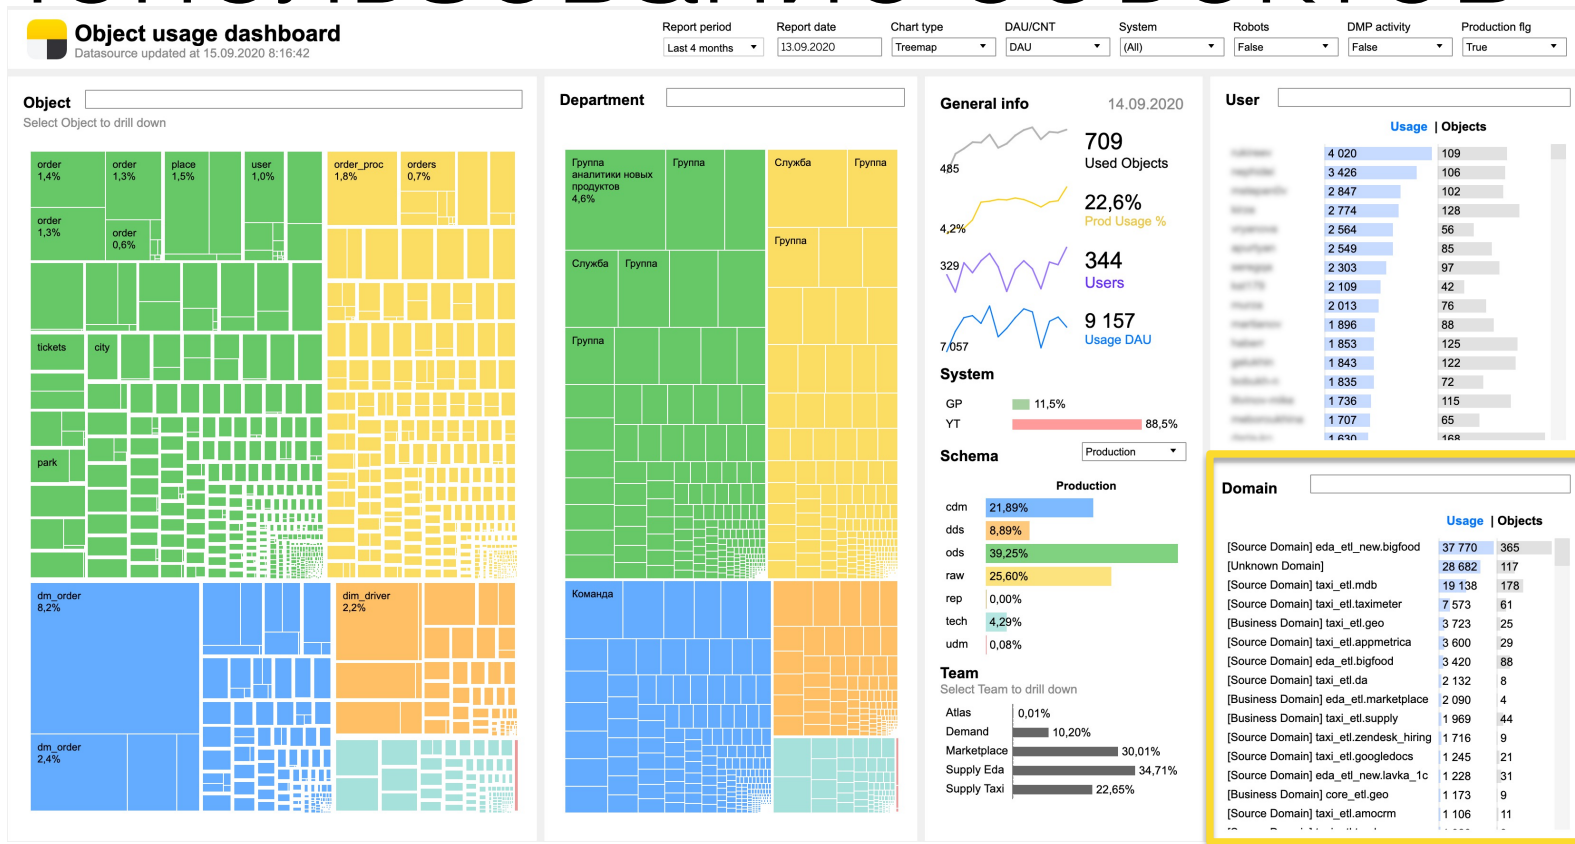 использование объектов
Object usage dashboard
Datasource updated at 15.09.2020 8:16:42
Report period
Last 4 months
Report date
13.09.2020
Chart type
Treemap
DAU/CNT
DAU
System
(All)
Robots
False
DMP activity
False
Production flg
True
Object
Select Object to drill down
order
1,4%
order
1,3%
place
1,5%
user
1,0%
order
1,3%
order
0,6%
tickets
city
park
order_proc
1,8%
orders
0,7%
dm_order
8,2%
dm_order
2,4%
dim_driver
2,2%
Department
Группа
аналитики новых
продуктов
4,6%
Группа
Служба
Группа
Группа
Служба
Группа
Группа
Команда
General info
14.09.2020
485
709
Used Objects
4,2%
22,6%
Prod Usage %
329
344
Users
7,057
9 157
Usage DAU
System
GP 11,5%
YT 88,5%
Schema
Production
Production
cdm 21,89%
dds 8,89%
ods 39,25%
raw 25,60%
rep 0,00%
tech 4,29%
udm 0,08%
Team
Select Team to drill down
Atlas 0,01%
Demand 10,20%
Marketplace 30,01%
Supply Eda 34,71%
Supply Taxi 22,65%
User
Usage | Objects
4 020 109
3 426 106
2 847 102
2 774 128
2 564 56
2 549 85
2 303 97
2 109 42
2 013 76
1 896 88
1 853 125
1 843 122
1 835 72
1 736 115
1 707 65
1 630 168
Domain
Usage | Objects
[Source Domain] eda_etl_new.bigfood 37 770 365
[Unknown Domain] 28 682 117
[Source Domain] taxi_etl.mdb 19 138 178
[Source Domain] taxi_etl.taximeter 7 573 61
[Business Domain] taxi_etl.geo 3 723 25
[Source Domain] taxi_etl.appmetrica 3 600 29
[Source Domain] eda_etl.bigfood 3 420 88
[Source Domain] taxi_etl.da 2 132 8
[Business Domain] eda_etl.marketplace 2 090 4
[Business Domain] taxi_etl.supply 1 969 44
[Source Domain] taxi_etl.zendesk_hiring 1 716 9
[Source Domain] taxi_etl.googledocs 1 245 21
[Source Domain] eda_etl_new.lavka_1c 1 228 31
[Business Domain] core_etl.geo 1 173 9
[Source Domain] taxi_etl.amocrm 1 106 11